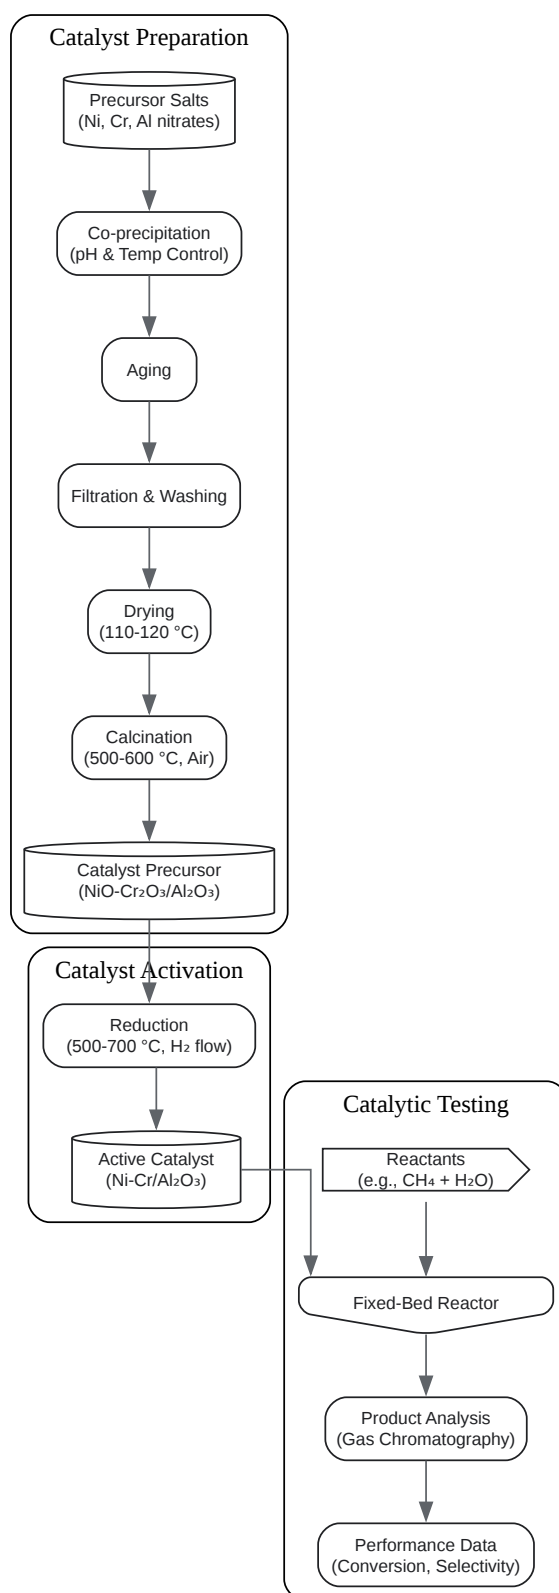 Catalyst Preparation
Precursor Salts
(Ni, Cr, Al nitrates)
Co-precipitation
(pH & Temp Control)
Aging
Filtration & Washing
Drying
(110-120 °C)
Calcination
(500-600 °C, Air)
Catalyst Precursor
(NiO-Cr₂O₃/Al₂O₃)
Catalyst Activation
Reduction
(500-700 °C, H₂ flow)
Active Catalyst
(Ni-Cr/Al₂O₃)
Catalytic Testing
Reactants
(e.g., CH₄ + H₂O)
Fixed-Bed Reactor
Product Analysis
(Gas Chromatography)
Performance Data
(Conversion, Selectivity)